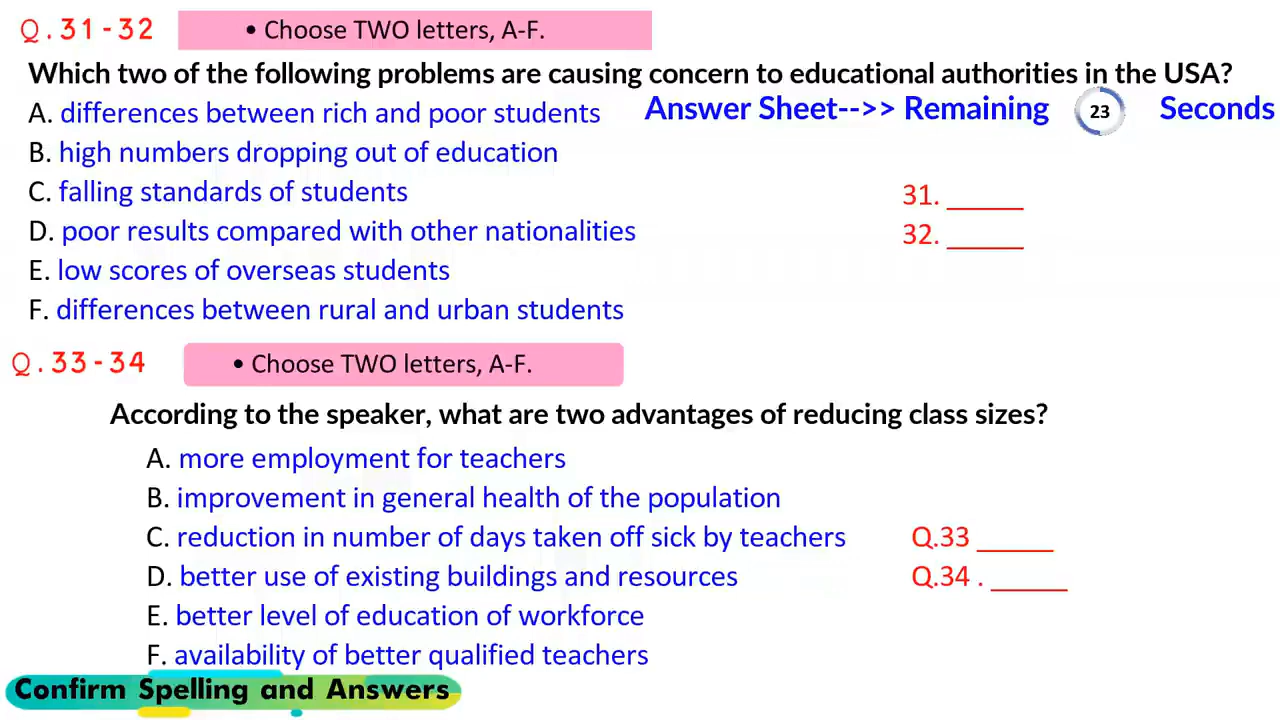 Q.31-32 • Choose TWO letters, A-F.
Which two of the following problems are causing concern to educational authorities in the USA?
A. differences between rich and poor students
Answer Sheet-->> Remaining 23 Seconds
B. high numbers dropping out of education
C. falling standards of students
31. _____
D. poor results compared with other nationalities
32. _____
E. low scores of overseas students
F. differences between rural and urban students
Q.33-34 • Choose TWO letters, A-F.
According to the speaker, what are two advantages of reducing class sizes?
A. more employment for teachers
B. improvement in general health of the population
C. reduction in number of days taken off sick by teachers
Q.33 _____
D. better use of existing buildings and resources
Q.34 . _____
E. better level of education of workforce
F. availability of better qualified teachers
Confirm Spelling and Answers